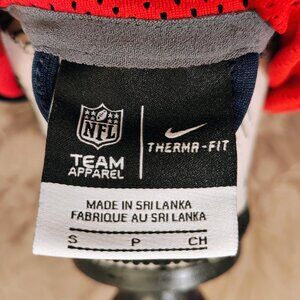 NFL
TEAM
APPAREL
THERMA-FIT
MADE IN SRI LANKA
FABRIQUE AU SRI LANKA
S P CH